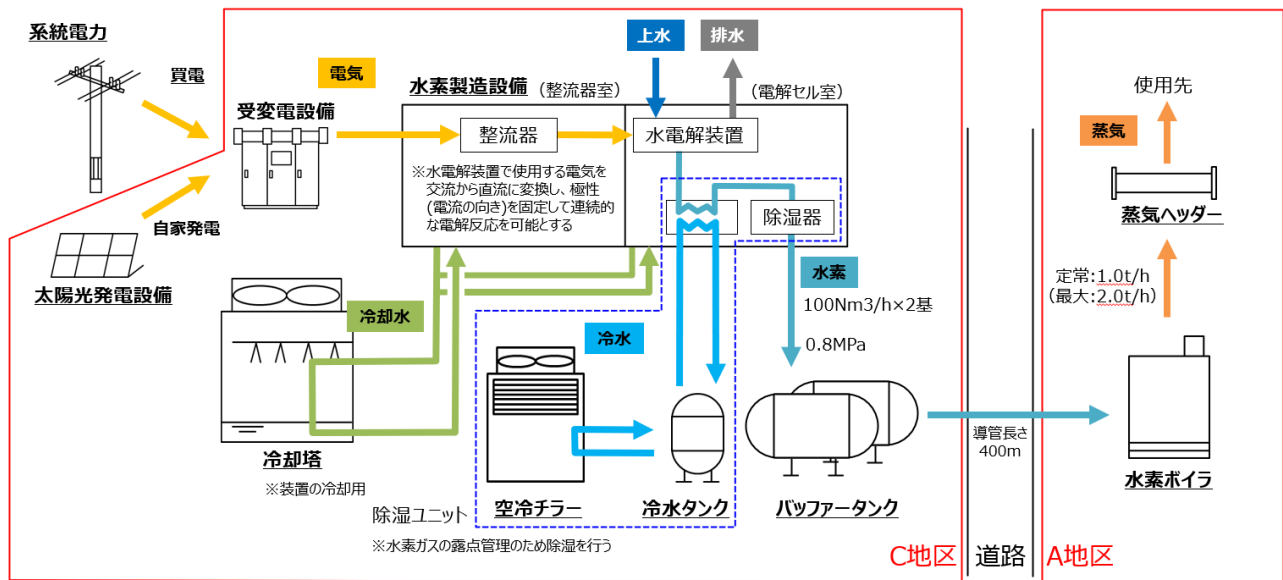 系統電力
買電
電気
受変電設備
自家発電
太陽光発電設備
上水
排水
水素製造設備
(整流器室)
(電解セル室)
整流器
水電解装置
※水電解装置で使用する電気を
交流から直流に変換し、極性
(電流の向き)を固定して連続的
な電解反応を可能とする
除湿器
冷却水
冷却塔
※装置の冷却用
冷水
水素
100Nm3/h×2基
0.8MPa
空冷チラー
冷水タンク
バッファータンク
除湿ユニット
※水素ガスの露点管理のため除湿を行う
C地区
道路
A地区
導管長さ
400m
使用先
蒸気
蒸気ヘッダー
定常:1.0t/h
(最大:2.0t/h)
水素ボイラ